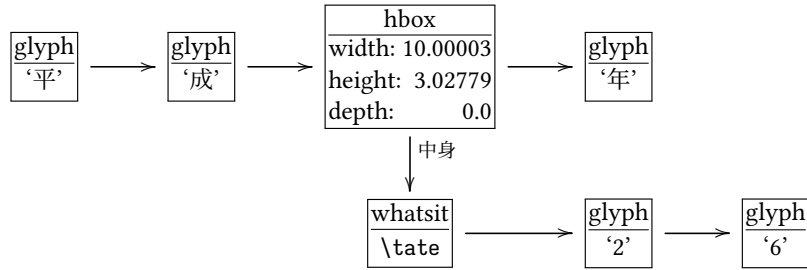 glyph
‘平’
glyph
‘成’
hbox
width: 10.00003
height: 3.02779
depth: 0.0
glyph
‘年’
中身
whatsit
\tate
glyph
‘2’
glyph
‘6’